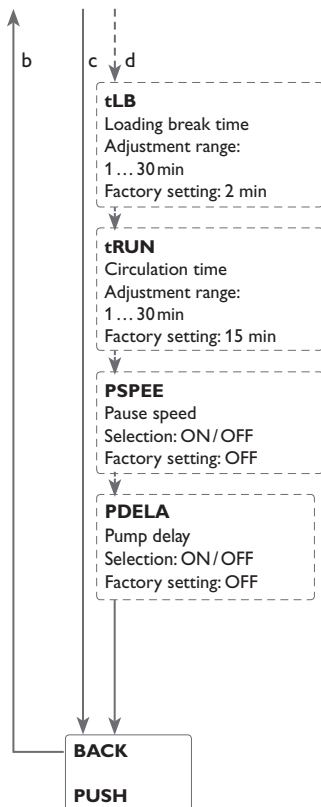 b
c
d
tLB
Loading break time
Adjustment range:
1 … 30 min
Factory setting: 2 min
tRUN
Circulation time
Adjustment range:
1 … 30 min
Factory setting: 15 min
PSPEE
Pause speed
Selection: ON / OFF
Factory setting: OFF
PDELA
Pump delay
Selection: ON / OFF
Factory setting: OFF
BACK
PUSH